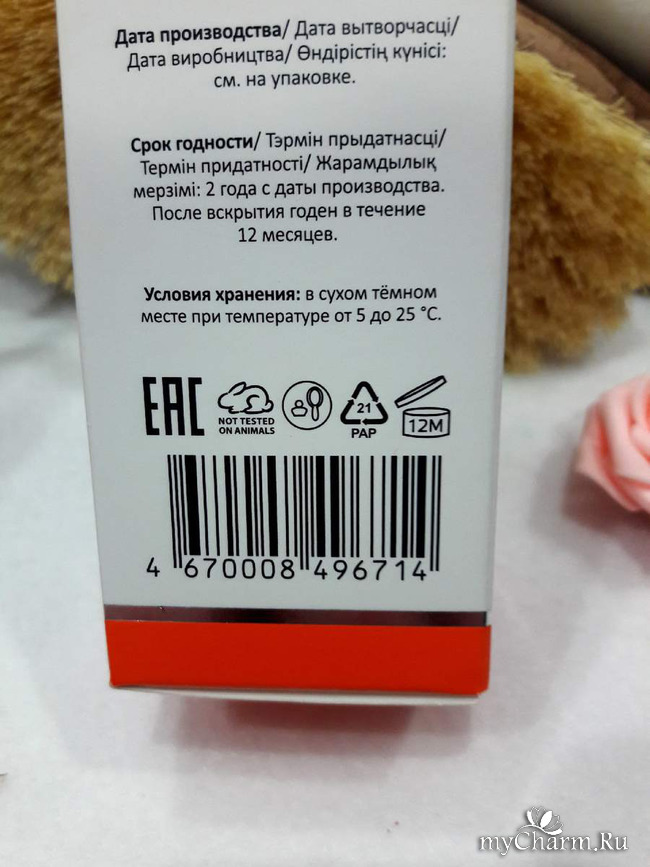 Дата производства/ Дата вытворчасці/
Дата виробництва/ Өндірістің күнісі:
см. на упаковке.
Срок годности/ Тэрмін прыдатнасці/
Термін придатності/ Жарамдылық
мерзімі: 2 года с даты производства.
После вскрытия годен в течение
12 месяцев.
Условия хранения: в сухом тёмном
месте при температуре от 5 до 25 °С.
EAC
NOT TESTED
ON ANIMALS
21
PAP
12M
4 670008 496714
myCharm.Ru